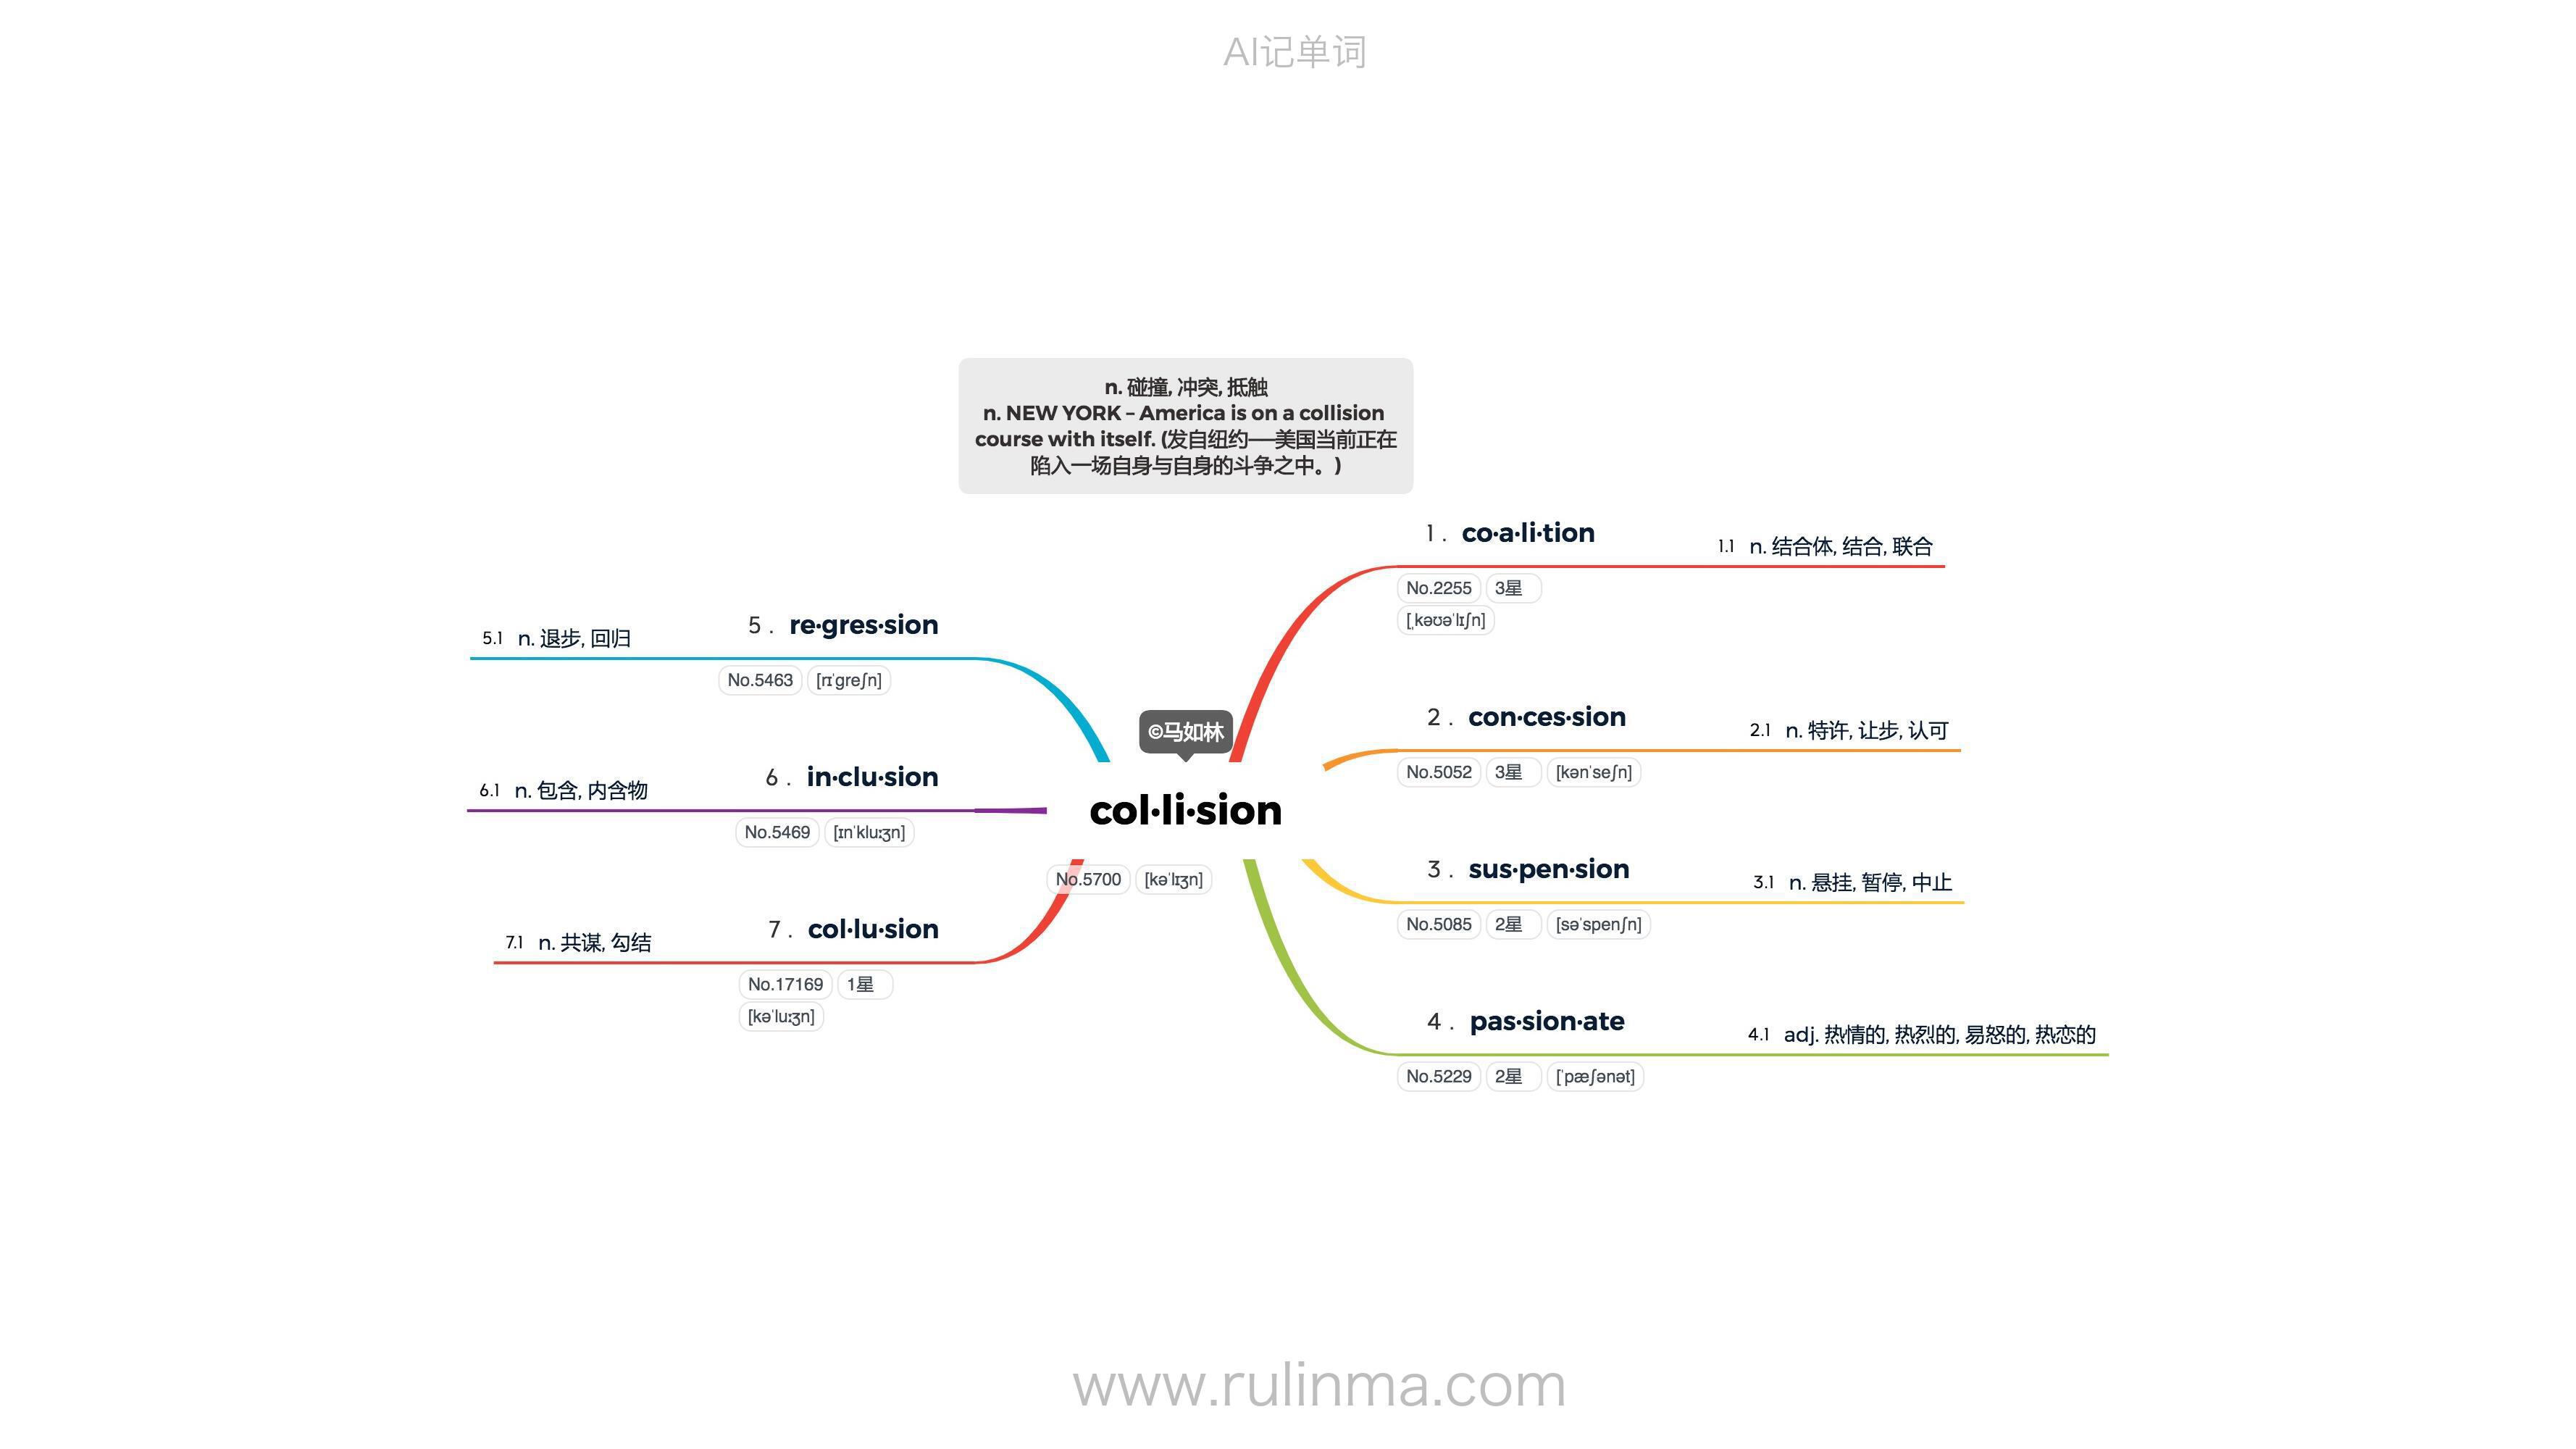 AI记单词
n. 碰撞, 冲突, 抵触
n. NEW YORK – America is on a collision
course with itself. (发自纽约──美国当前正在
陷入一场自身与自身的斗争之中。)
©马如林
col·li·sion
No.5700 [kəˈlɪʒn]
1 . co·a·li·tion
No.2255 3星
[ˌkəʊəˈlɪʃn]
1.1 n. 结合体, 结合, 联合
2 . con·ces·sion
No.5052 3星 [kənˈseʃn]
2.1 n. 特许, 让步, 认可
3 . sus·pen·sion
No.5085 2星 [səˈspenʃn]
3.1 n. 悬挂, 暂停, 中止
4 . pas·sion·ate
No.5229 2星 [ˈpæʃənət]
4.1 adj. 热情的, 热烈的, 易怒的, 热恋的
5 . re·gres·sion
No.5463 [rɪˈgreʃn]
5.1 n. 退步, 回归
6 . in·clu·sion
No.5469 [ɪnˈkluːʒn]
6.1 n. 包含, 内含物
7 . col·lu·sion
No.17169 1星
[kəˈluːʒn]
7.1 n. 共谋, 勾结
www.rulinma.com